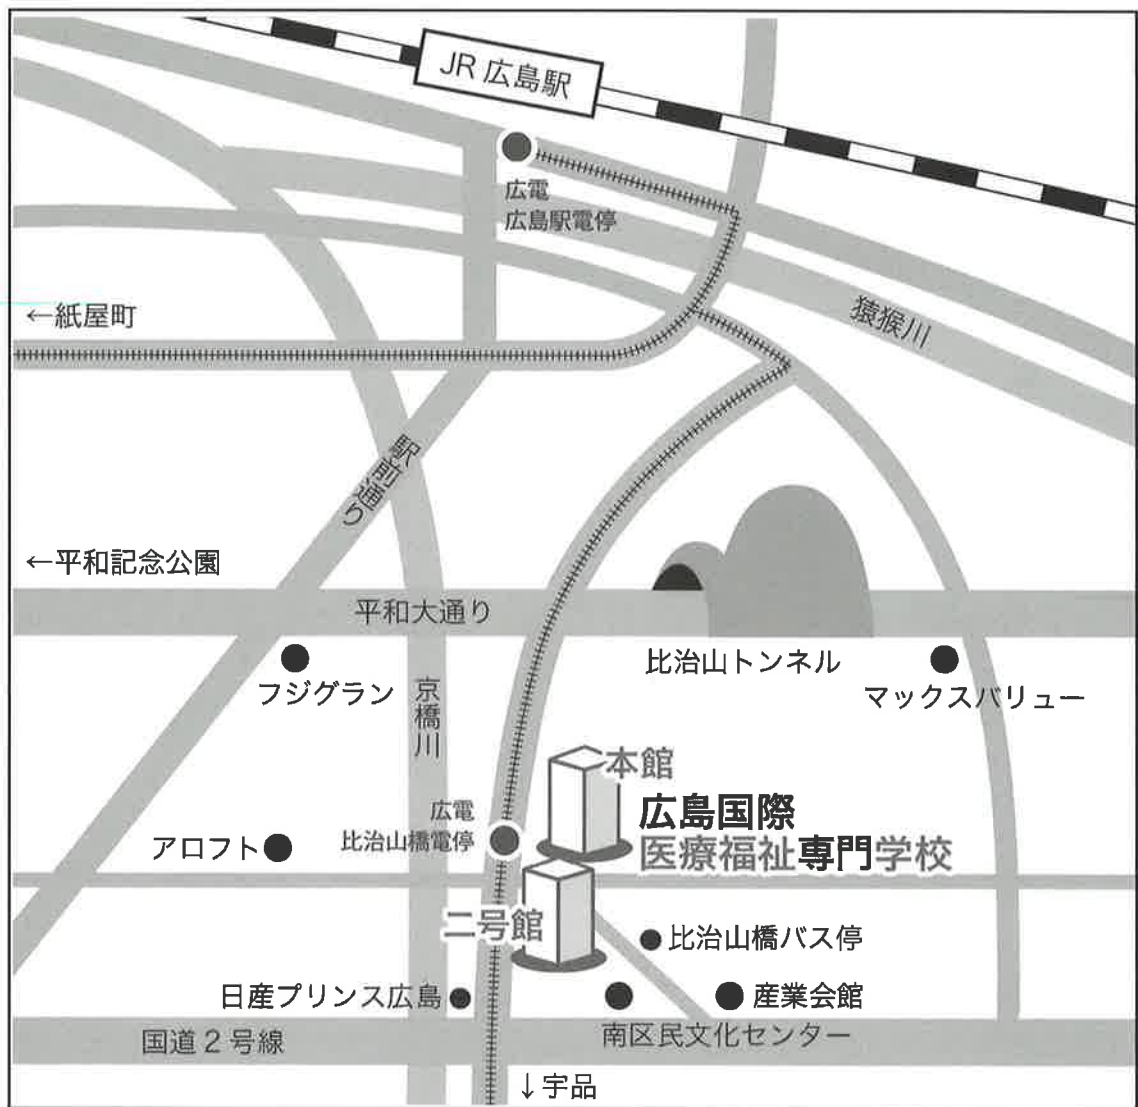 JR広島駅
広電
広島駅電停
←紙屋町
猿猴川
駅前通り
←平和記念公園
平和大通り
比治山トンネル
フジグラン
京橋川
マックスバリュー
本館
広島国際
医療福祉専門学校
広電
比治山橋電停
アロフト
二号館
比治山橋バス停
日産プリンス広島
産業会館
南区民文化センター
国道2号線
↓宇品